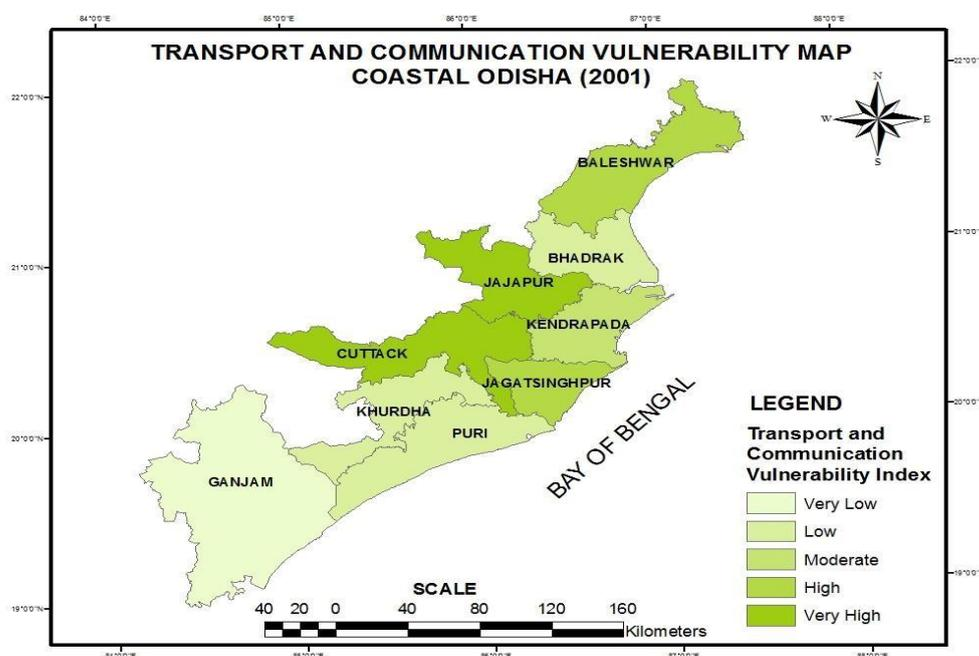 84°0'0"E 85°0'0"E 86°0'0"E 87°0'0"E 88°0'0"E
TRANSPORT AND COMMUNICATION VULNERABILITY MAP
COASTAL ODISHA (2001)
N
W E
S
22°0'0"N
21°0'0"N
20°0'0"N
19°0'0"N
BALESHWAR
BHADRAK
JAJAPUR
KENDRAPADA
CUTTACK
JAGATSINGHPUR
KHURDHA
PURI
GANJAM
BAY OF BENGAL
LEGEND
Transport and
Communication
Vulnerability Index
Very Low
Low
Moderate
High
Very High
SCALE
40 20 0 40 80 120 160
Kilometers